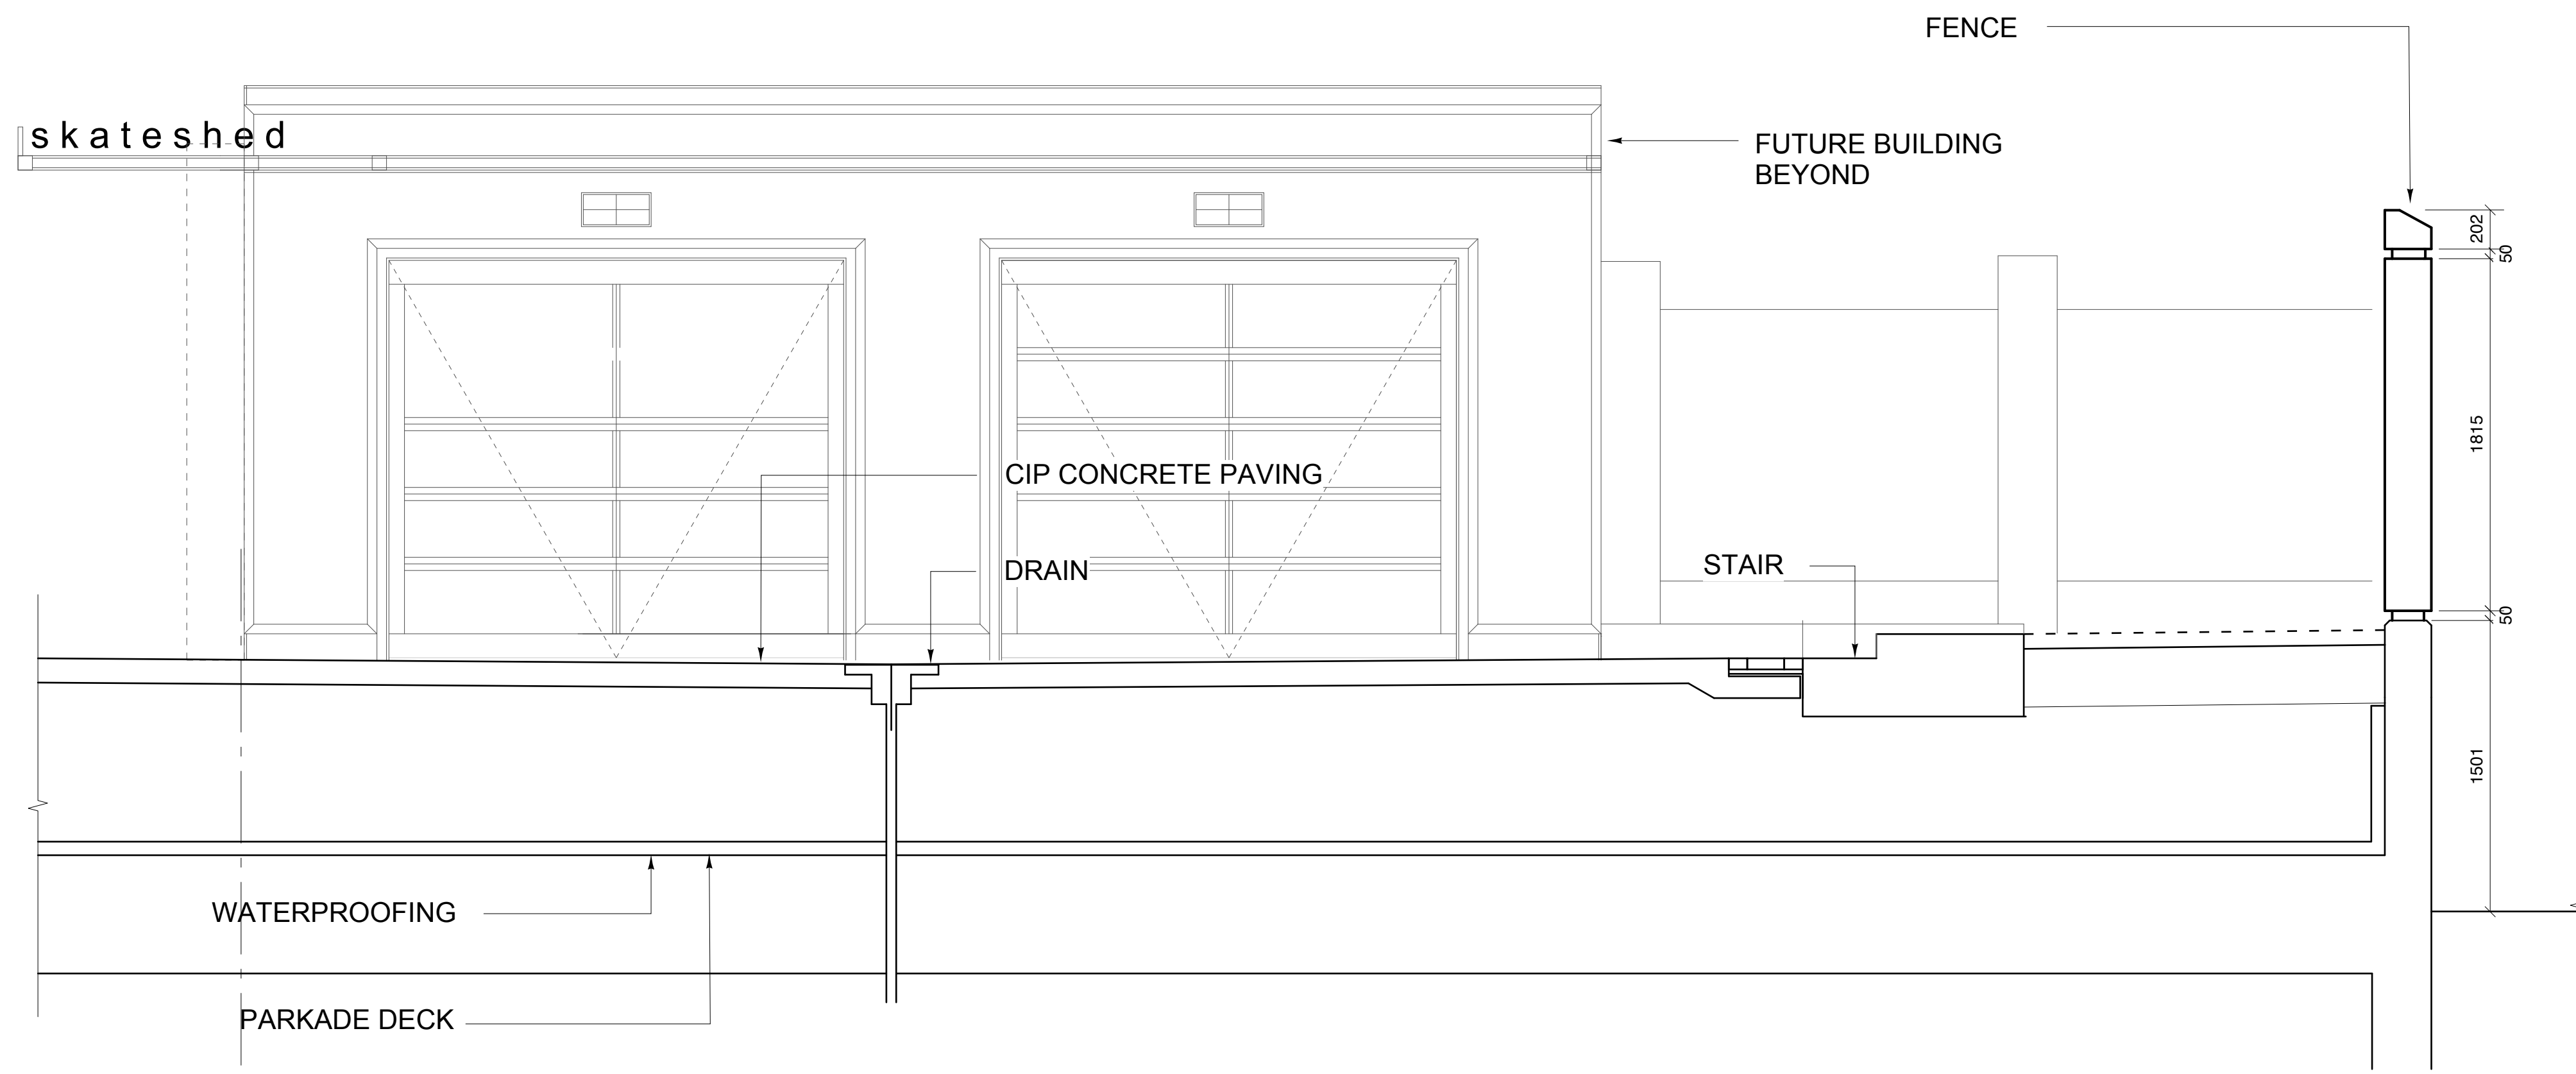 FENCE
skateshed
FUTURE BUILDING
BEYOND
202
50
1815
CIP CONCRETE PAVING
DRAIN
STAIR
50
1501
WATERPROOFING
PARKADE DECK